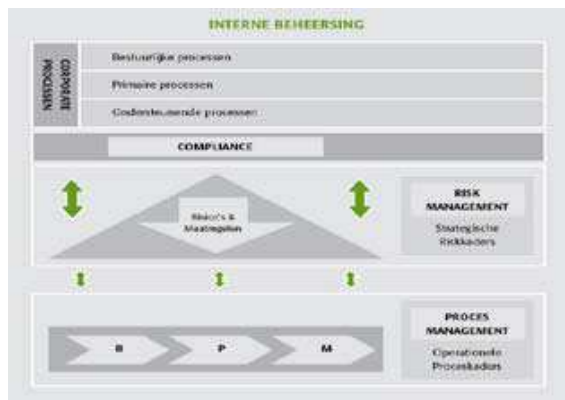 INTERNE BEHEERSING
CORPORATE
PROCESSEN
Bestuurlijke processen
Primaire processen
Ondersteunende processen
COMPLIANCE
Risico's &
Maatregelen
RISK
MANAGEMENT
Strategische
Riskkaders
B
P
M
PROCES
MANAGEMENT
Operationele
Proceskaders